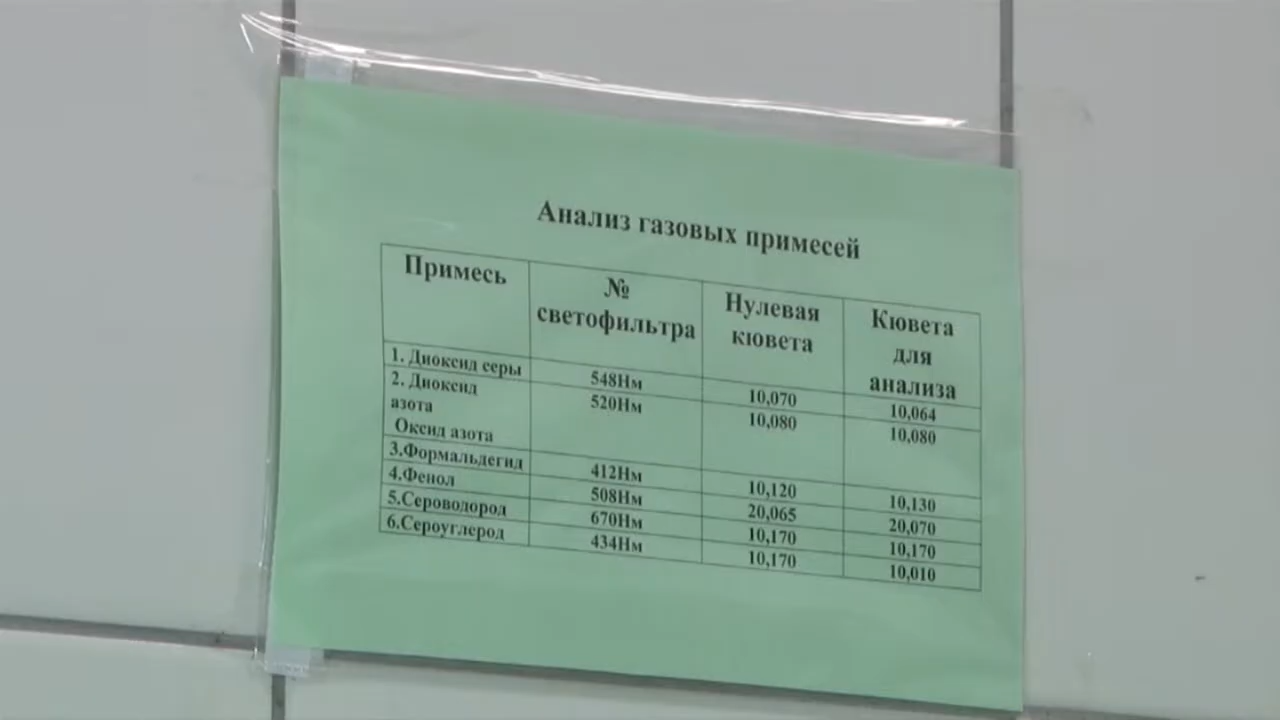 Анализ газовых примесей
Примесь № светофильтра Нулевая кювета Кювета для анализа
1. Диоксид серы 548Нм 10,070 10,064
2. Диоксид азота Оксид азота 520Нм 10,080 10,080
3.Формальдегид 412Нм 10,120 10,130
4.Фенол 508Нм 20,065 20,070
5.Сероводород 670Нм 10,170 10,170
6.Сероуглерод 434Нм 10,170 10,010